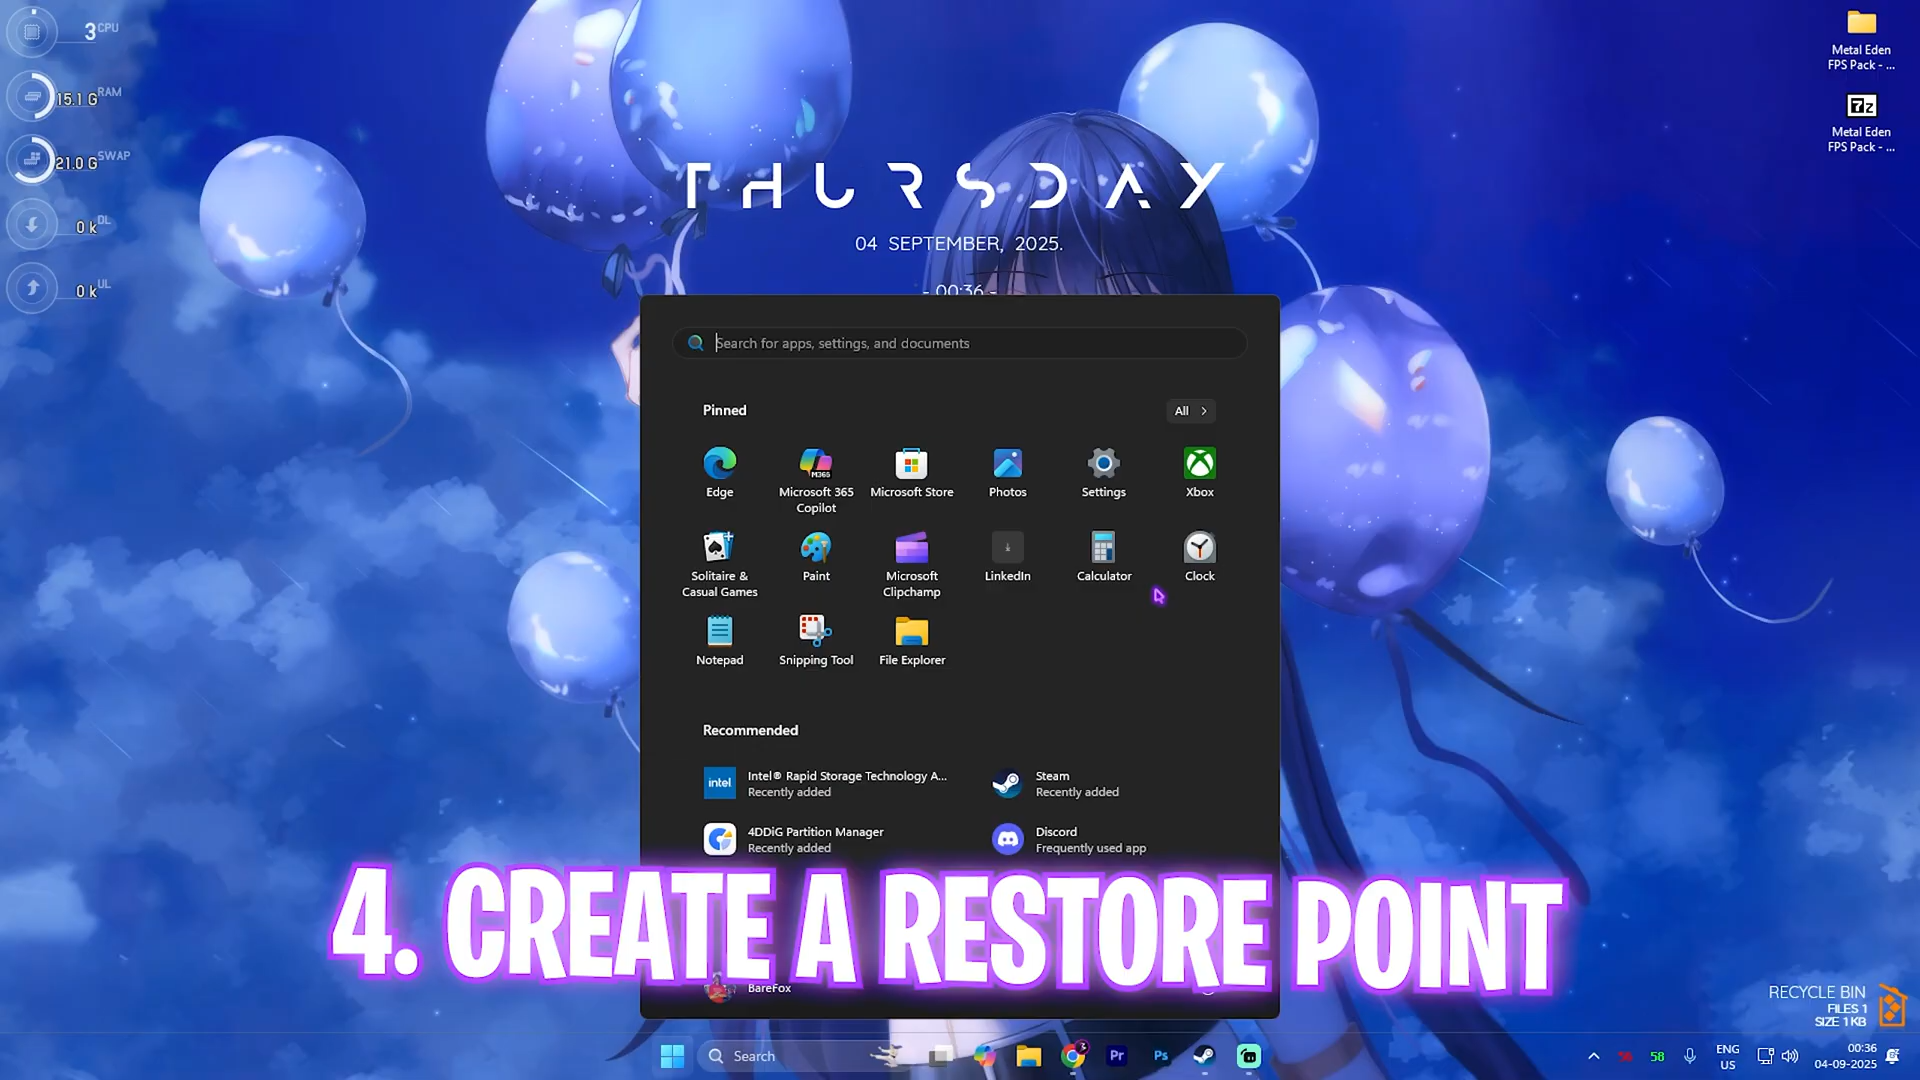 3 CPU
15.1 G RAM
21.0 G SWAP
0 k DL
0 k UL
Metal Eden
FPS Pack - ...
7z
Metal Eden
FPS Pack - ...
THURSDAY
04 SEPTEMBER, 2025.
- 00:36 -
Search for apps, settings, and documents
Pinned
All
Edge
Microsoft 365
Copilot
M365
Microsoft Store
Photos
Settings
Xbox
Solitaire &
Casual Games
Paint
Microsoft
Clipchamp
LinkedIn
Calculator
Clock
Notepad
Snipping Tool
File Explorer
Recommended
intel
Intel® Rapid Storage Technology A...
Recently added
Steam
Recently added
4DDiG Partition Manager
Recently added
Discord
Frequently used app
4. CREATE A RESTORE POINT
BareFox
RECYCLE BIN
FILES 1
SIZE 1 KB
Search
Pr
Ps
58
ENG
US
00:36
04-09-2025